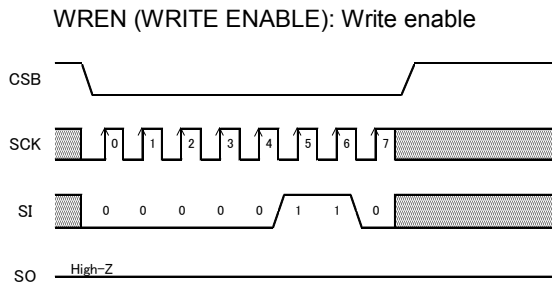 WREN (WRITE ENABLE): Write enable
CSB
SCK
0 1 2 3 4 5 6 7
SI
0 0 0 0 0 1 1 0
High-Z
SO